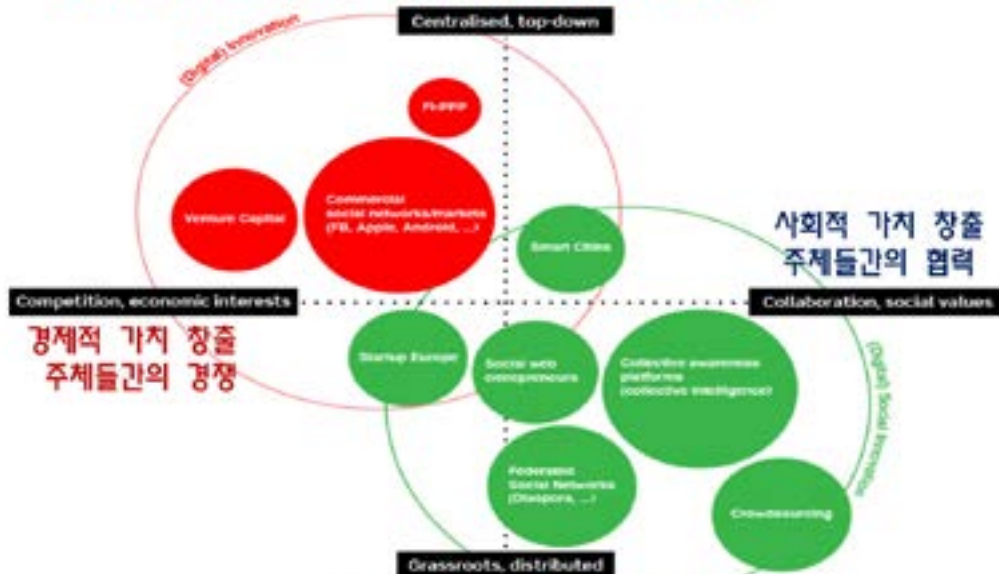 Centralised, top-down
(Digital) Innovation
FI-PPP
Venture Capital
Commercial
social networks/markets
(FB, Apple, Android, ...)
Smart Cities
사회적 가치 창출
주체들간의 협력
Competition, economic interests
Collaboration, social values
경제적 가치 창출
주체들간의 경쟁
Startup Europe
Social web
entrepreneurs
Collective awareness
platforms
(collective intelligence)
(Digital) Social Innovation
Federated
Social Networks
(Diaspora, ...)
Crowdsourcing
Grassroots, distributed